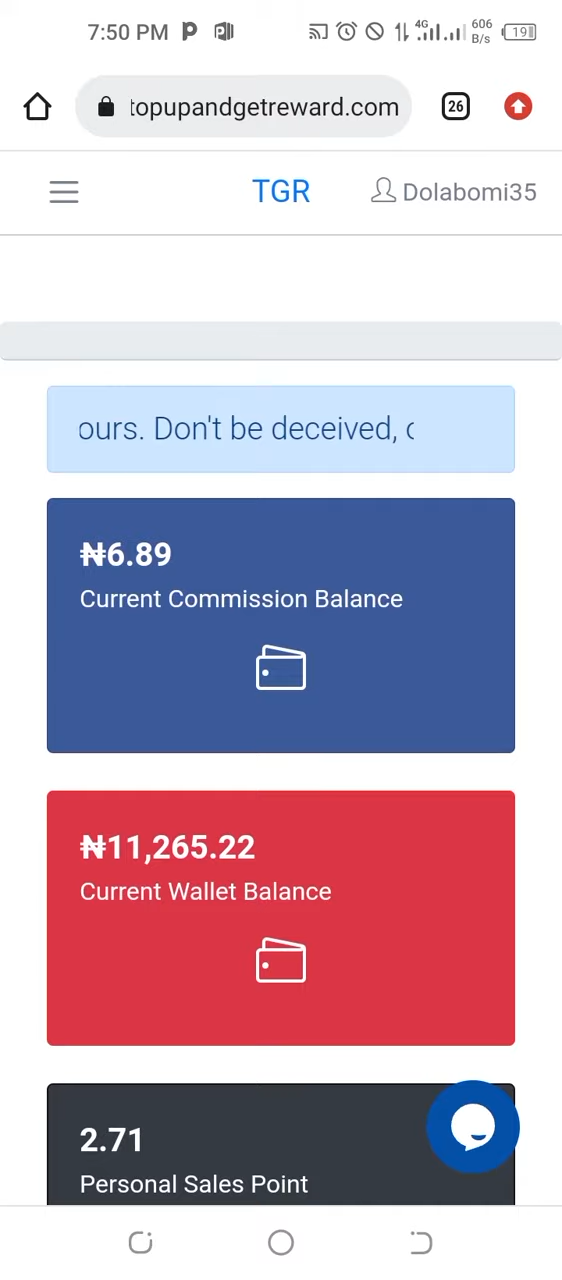 7:50 PM 4G 606 B/s 19
topupandgetreward.com 26
TGR Dolabomi35
ours. Don't be deceived,
₦6.89
Current Commission Balance
₦11,265.22
Current Wallet Balance
2.71
Personal Sales Point